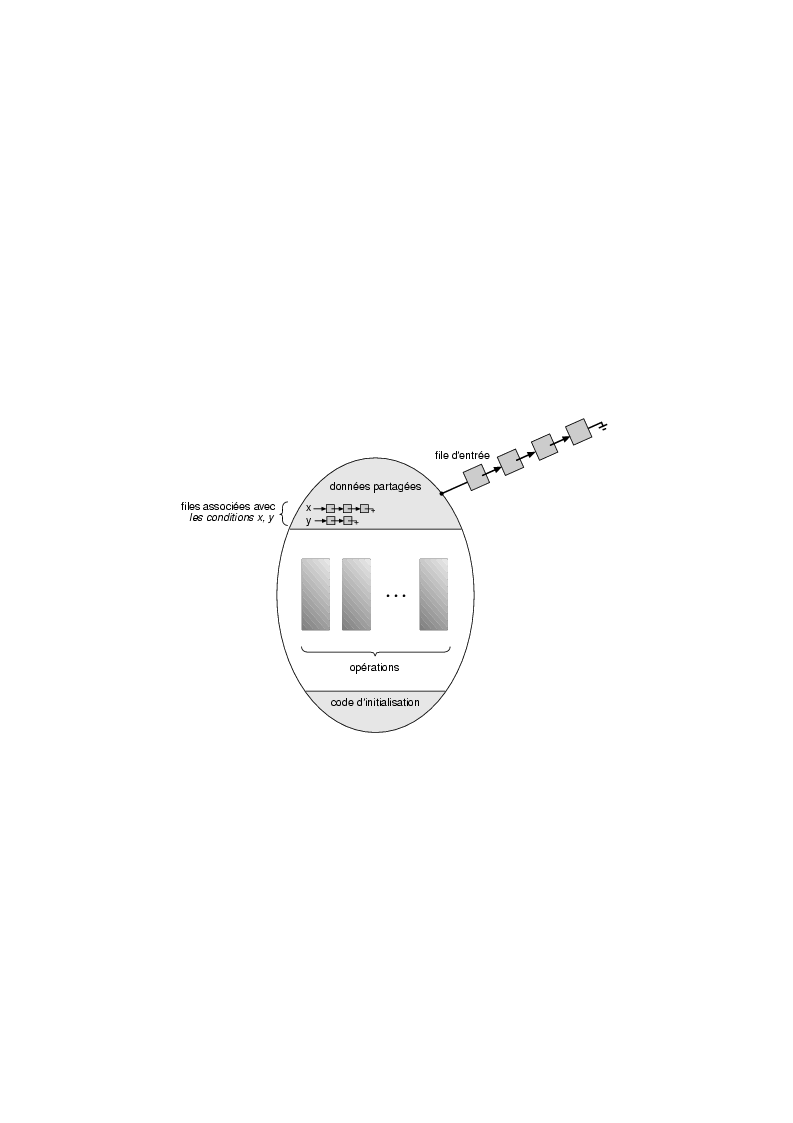 file d'entrée
données partagées
files associées avec
les conditions x, y
x
y
...
opérations
code d'initialisation